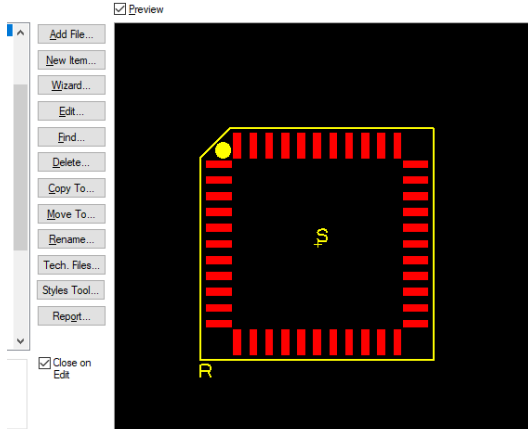 Preview
Add File...
New Item...
Wizard...
Edit...
Find...
Delete...
Copy To...
Move To...
Rename...
Tech. Files...
Styles Tool...
Report...
Close on
Edit
S
R